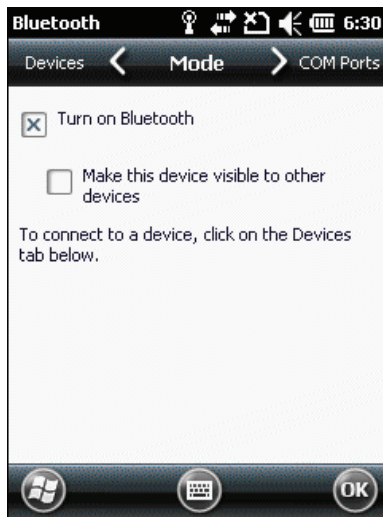 Bluetooth 6:30
Devices Mode COM Ports
Turn on Bluetooth
Make this device visible to other
devices
To connect to a device, click on the Devices
tab below.
OK